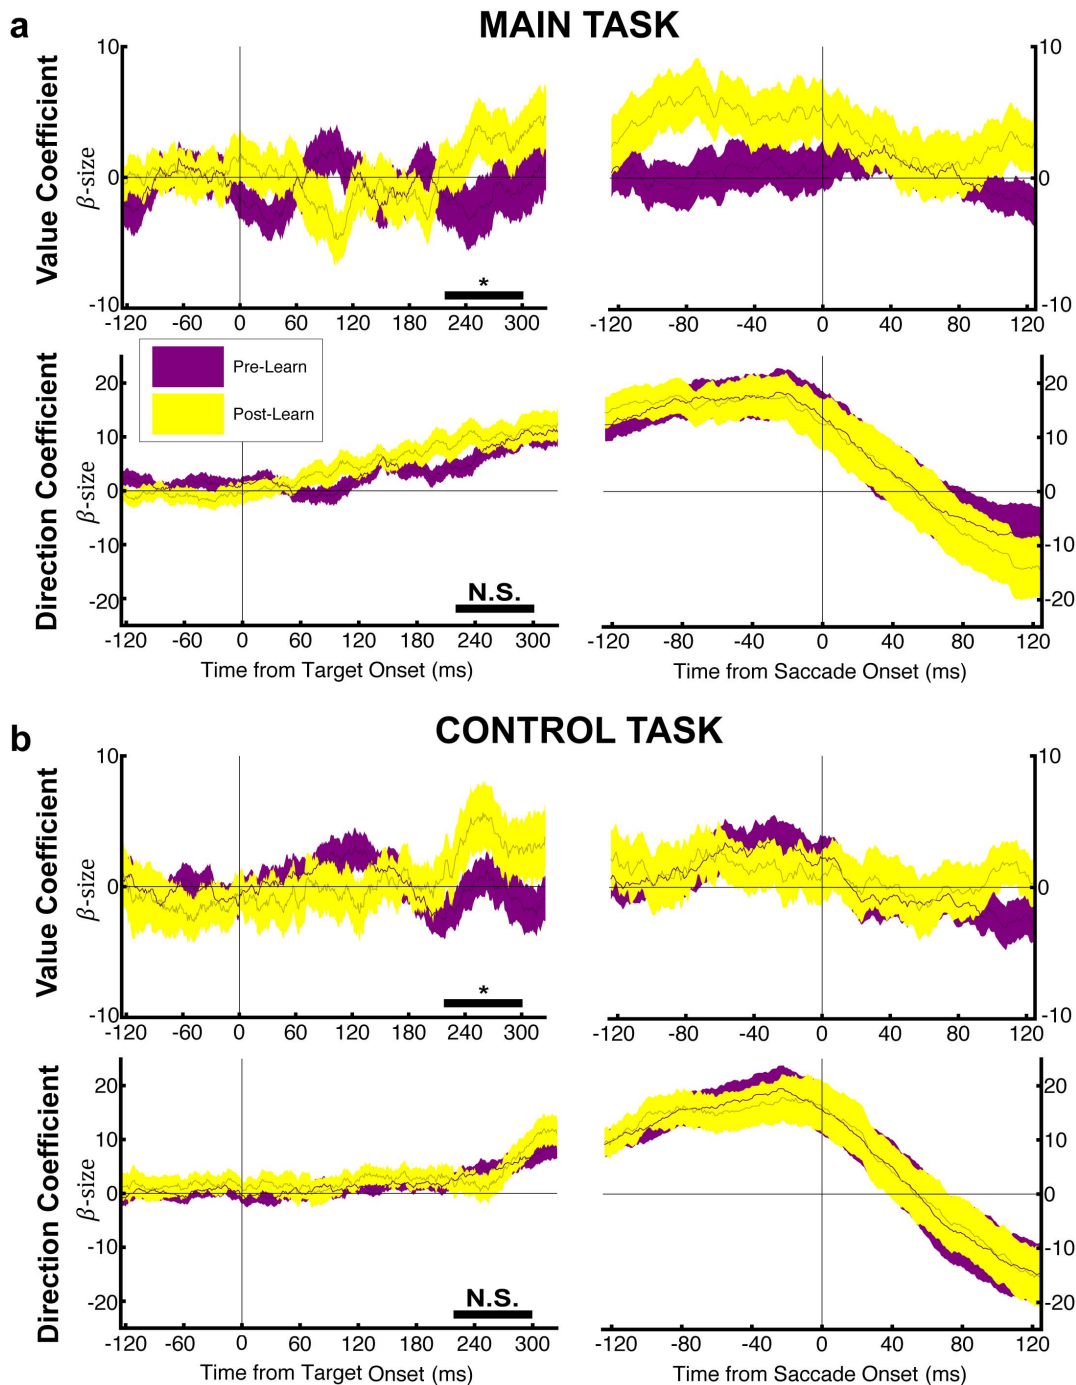 a
MAIN TASK
Value Coefficient
β-size
10
0
-10
-120 -60 0 60 120 180 240 300
*
10
0
-10
-120 -80 -40 0 40 80 120
Pre-Learn
Post-Learn
Direction Coefficient
β-size
20
10
0
-10
-20
N.S.
-120 -60 0 60 120 180 240 300
Time from Target Onset (ms)
20
10
0
-10
-20
-120 -80 -40 0 40 80 120
Time from Saccade Onset (ms)
b
CONTROL TASK
Value Coefficient
β-size
10
0
-10
*
-120 -60 0 60 120 180 240 300
10
0
-10
-120 -80 -40 0 40 80 120
Direction Coefficient
β-size
20
10
0
-10
-20
N.S.
-120 -60 0 60 120 180 240 300
Time from Target Onset (ms)
20
10
0
-10
-20
-120 -80 -40 0 40 80 120
Time from Saccade Onset (ms)